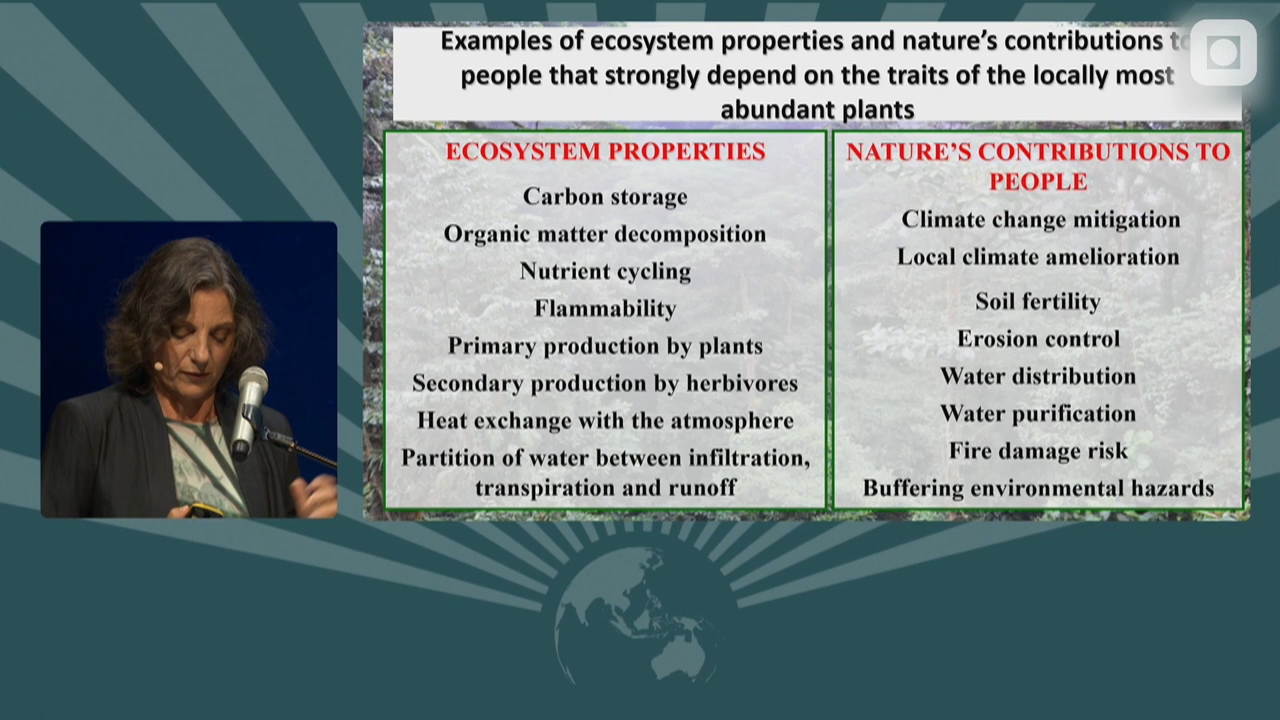 Examples of ecosystem properties and nature's contributions
people that strongly depend on the traits of the locally most
abundant plants
ECOSYSTEM PROPERTIES
Carbon storage
Organic matter decomposition
Nutrient cycling
Flammability
Primary production by plants
Secondary production by herbivores
Heat exchange with the atmosphere
Partition of water between infiltration,
transpiration and runoff
NATURE'S CONTRIBUTIONS TO
PEOPLE
Climate change mitigation
Local climate amelioration
Soil fertility
Erosion control
Water distribution
Water purification
Fire damage risk
Buffering environmental hazards